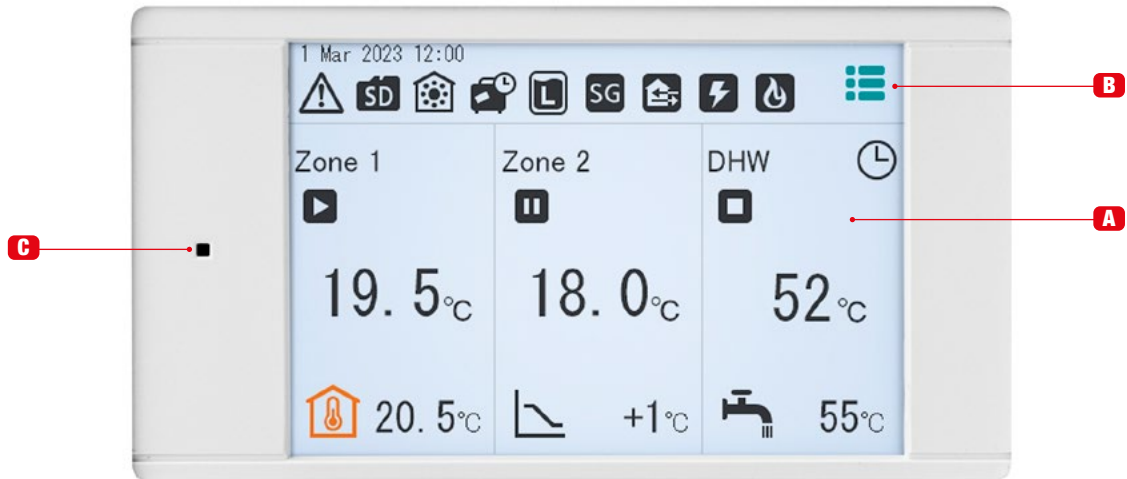 1 Mar 2023 12:00
SD L SG
B
Zone 1 Zone 2 DHW
A
C
19.5℃ 18.0℃ 52℃
20.5℃ +1℃ 55℃